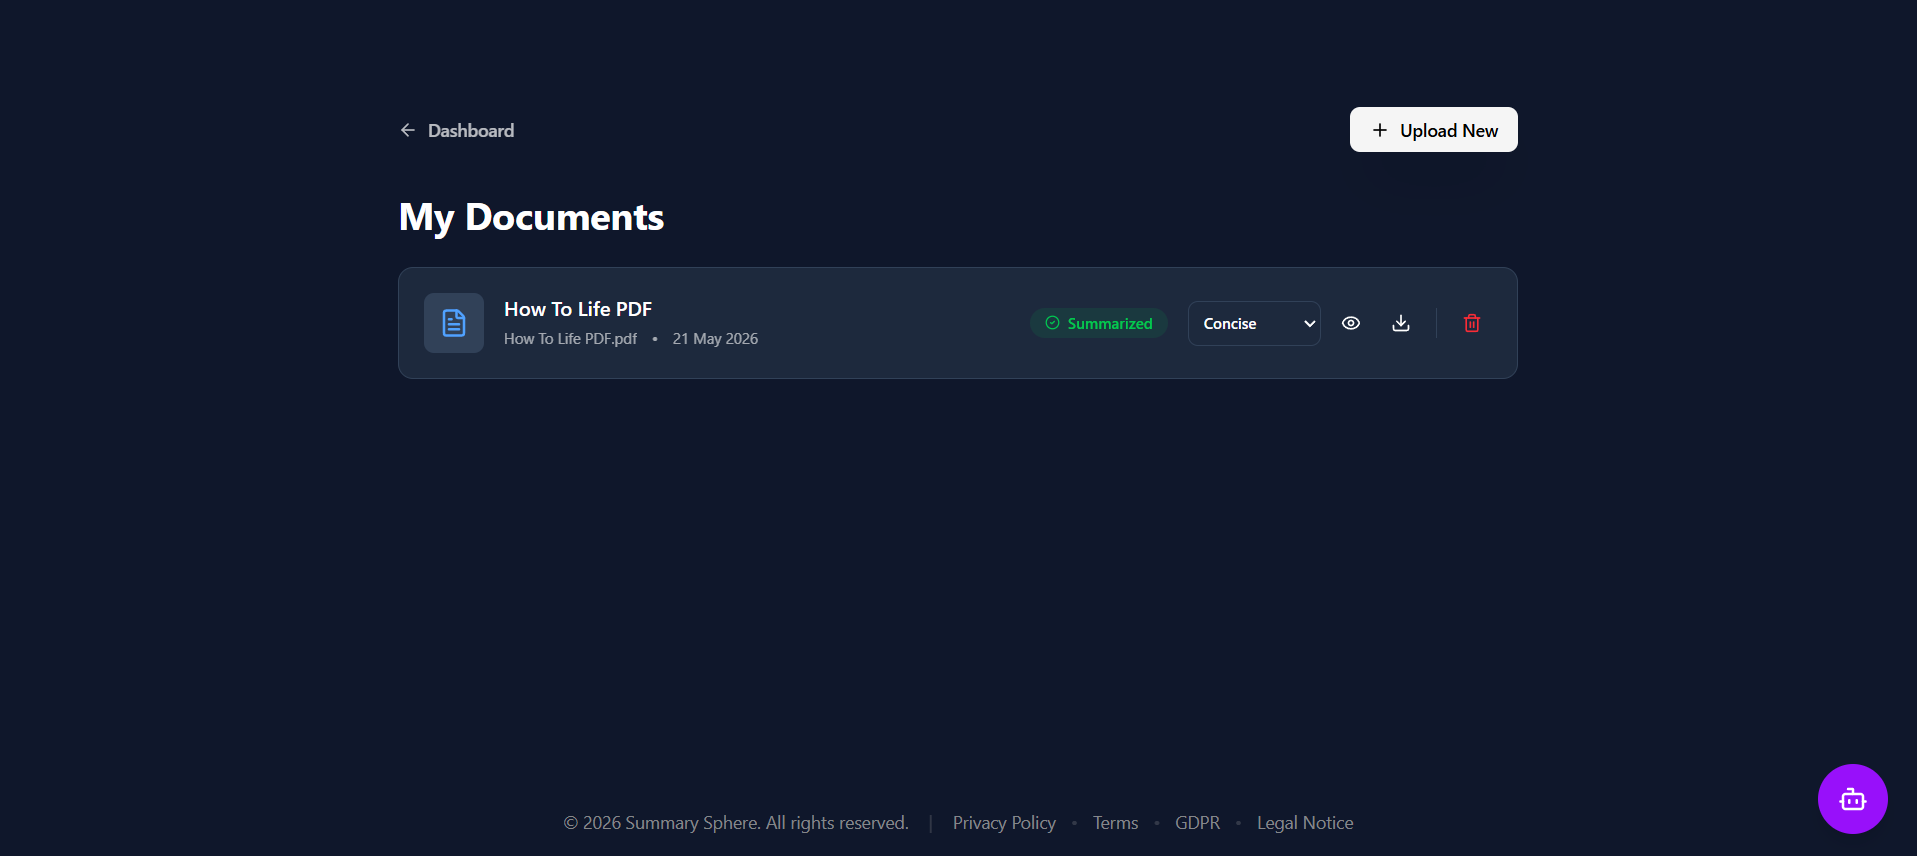 Dashboard
Upload New
My Documents
How To Life PDF
How To Life PDF.pdf • 21 May 2026
Summarized
Concise
© 2026 Summary Sphere. All rights reserved. | Privacy Policy • Terms • GDPR • Legal Notice